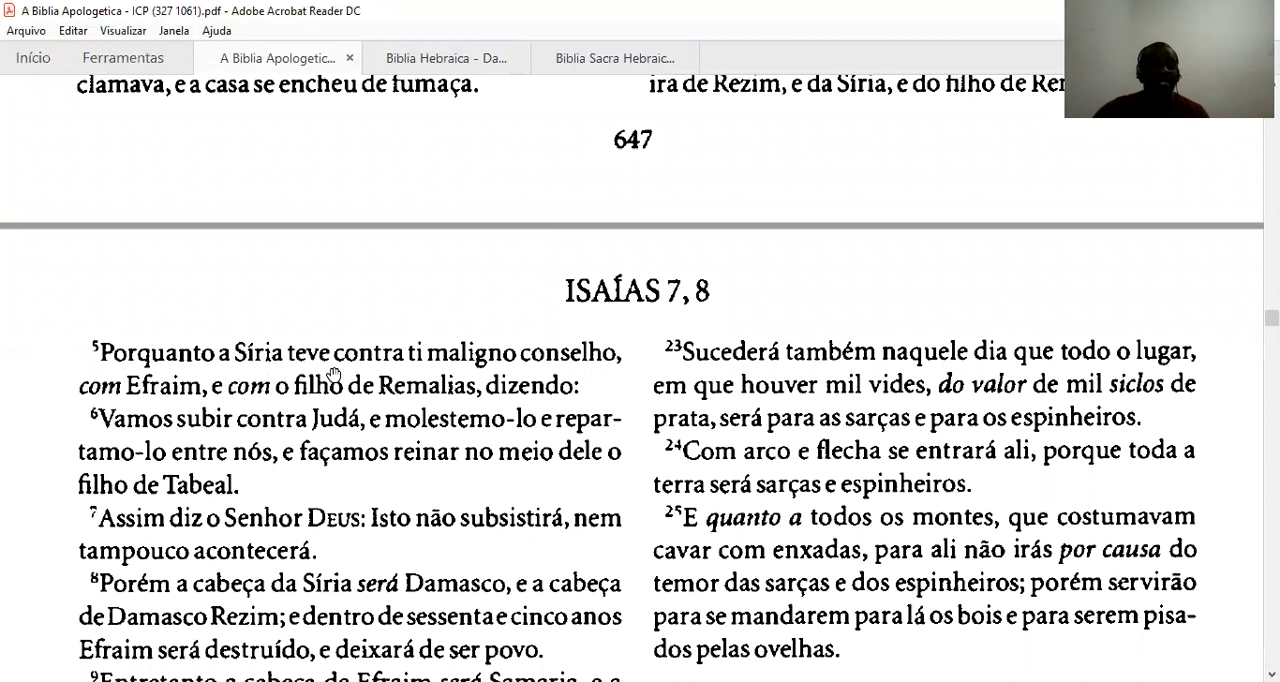 A Biblia Apologetica - ICP (327 1061).pdf - Adobe Acrobat Reader DC
Arquivo Editar Visualizar Janela Ajuda
Início Ferramentas A Biblia Apologetic... × Biblia Hebraica - Da... Biblia Sacra Hebraic...
clamava, e a casa se encheu de fumaça.
ira de Rezim, e da Síria, e do filho de
647
ISAÍAS 7, 8
⁵Porquanto a Síria teve contra ti maligno conselho,
com Efraim, e com o filho de Remalias, dizendo:
⁶Vamos subir contra Judá, e molestemo-lo e repar-
tamo-lo entre nós, e façamos reinar no meio dele o
filho de Tabeal.
⁷Assim diz o Senhor DEUS: Isto não subsistirá, nem
tampouco acontecerá.
⁸Porém a cabeça da Síria será Damasco, e a cabeça
de Damasco Rezim; e dentro de sessenta e cinco anos
Efraim será destruído, e deixará de ser povo.
⁹Entretanto a cabeça de Efraim será Samaria, e a
²³Sucederá também naquele dia que todo o lugar,
em que houver mil vides, do valor de mil siclos de
prata, será para as sarças e para os espinheiros.
²⁴Com arco e flecha se entrará ali, porque toda a
terra será sarças e espinheiros.
²⁵E quanto a todos os montes, que costumavam
cavar com enxadas, para ali não irás por causa do
temor das sarças e dos espinheiros; porém servirão
para se mandarem para lá os bois e para serem pisa-
dos pelas ovelhas.